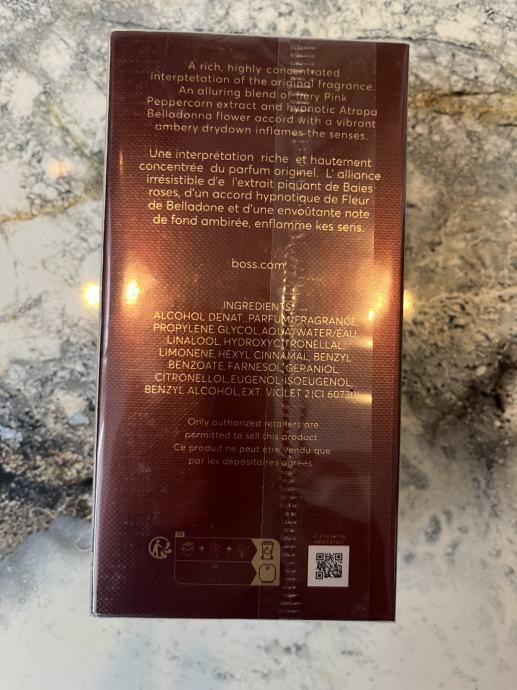 A rich, highly concentrated
interptetation of the original fragrance.
An alluring blend of fiery Pink
Peppercorn extract and hypnotic Atropa
Belladonna flower accord with a vibrant
ambery drydown inflames the senses.
Une interprétation riche et hautement
concentrée du parfum originel. L' alliance
irrésistible d'e l'extrait piquant de Baies
roses, d'un accord hypnotique de Fleur
de Belladone et d'une envoûtante note
de fond ambirée, enflamme kes sens.
boss.com
INGREDIENTS:
ALCOHOL DENAT., PARFUM/FRAGRANCE,
PROPYLENE GLYCOL, AQUA/WATER/EAU,
LINALOOL, HYDROXYCITRONELLAL,
LIMONENE, HEXYL CINNAMAL, BENZYL
BENZOATE, FARNESOL, GERANIOL,
CITRONELLOL, EUGENOL, ISOEUGENOL,
BENZYL ALCOHOL, EXT. VIOLET 2 (CI 60730)
Only authorized retailers are
permitted to sell this product.
Ce produit ne peut être vendu que
par les dépositaires agréés.
FR
ETICHETTA
AMBIENTALE